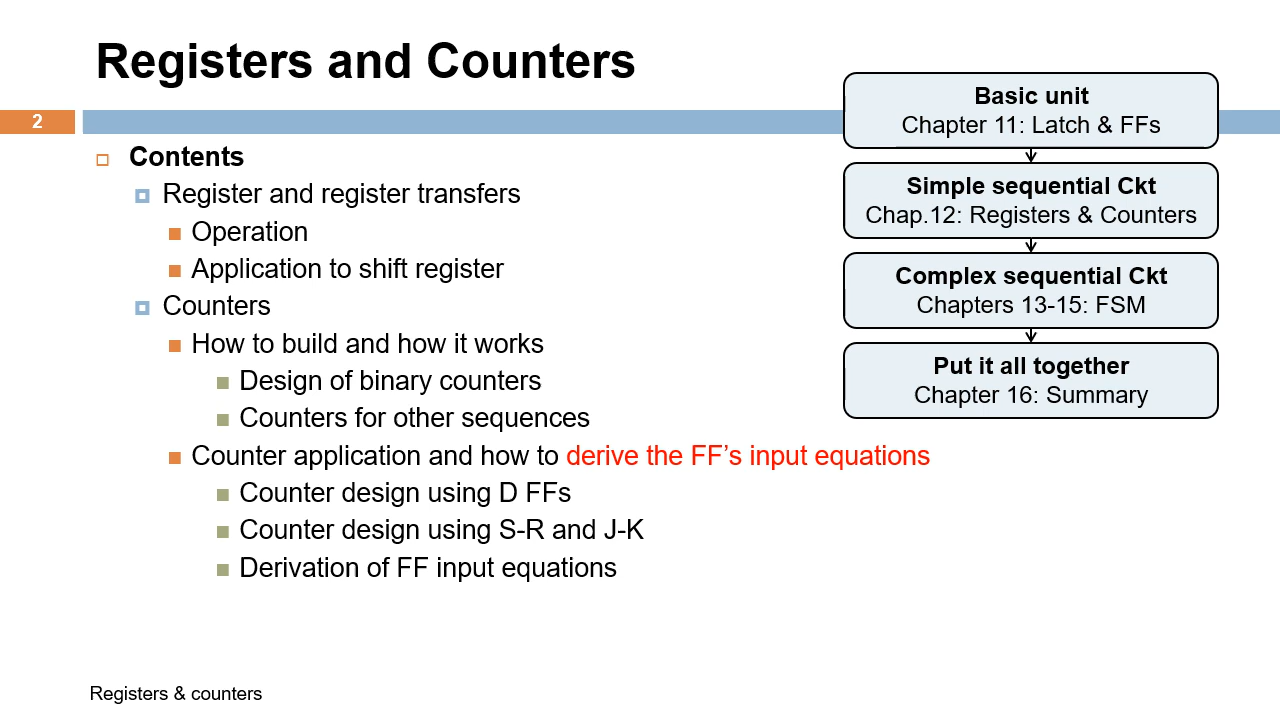 Registers and Counters
2
Contents
Register and register transfers
Operation
Application to shift register
Counters
How to build and how it works
Design of binary counters
Counters for other sequences
Counter application and how to derive the FF’s input equations
Counter design using D FFs
Counter design using S-R and J-K
Derivation of FF input equations
Basic unit
Chapter 11: Latch & FFs
Simple sequential Ckt
Chap.12: Registers & Counters
Complex sequential Ckt
Chapters 13-15: FSM
Put it all together
Chapter 16: Summary
Registers & counters